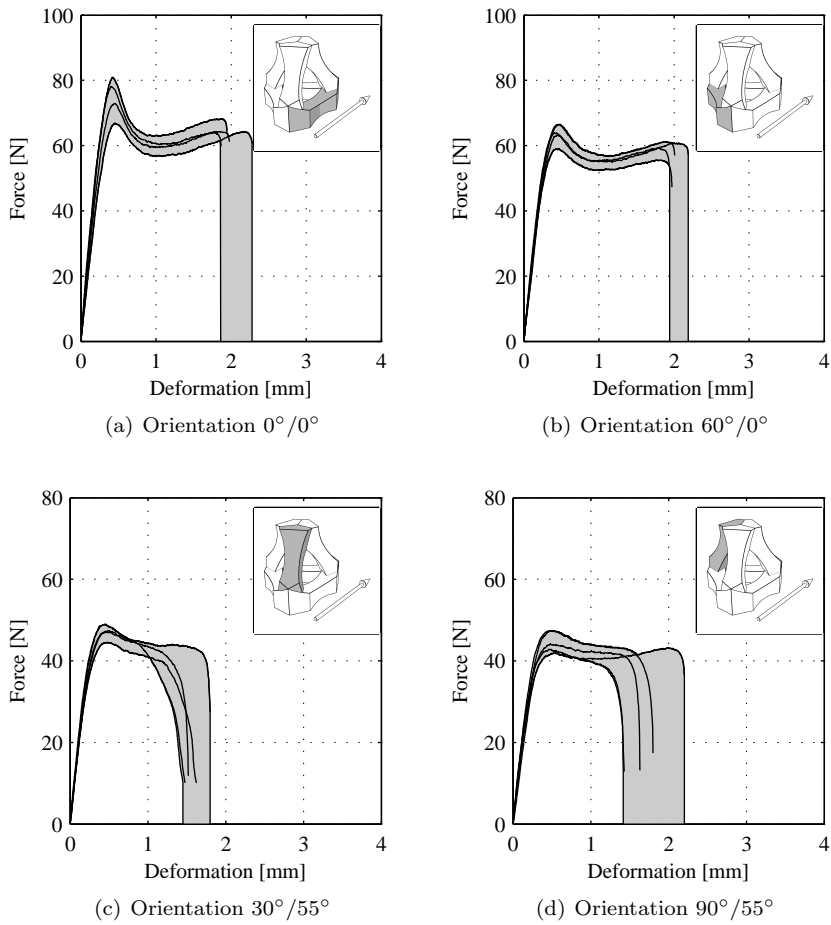 100
80
60
40
20
0
Force [N]
0 1 2 3 4
Deformation [mm]
(a) Orientation 0°/0°
100
80
60
40
20
0
Force [N]
0 1 2 3 4
Deformation [mm]
(b) Orientation 60°/0°
80
60
40
20
0
Force [N]
0 1 2 3 4
Deformation [mm]
(c) Orientation 30°/55°
80
60
40
20
0
Force [N]
0 1 2 3 4
Deformation [mm]
(d) Orientation 90°/55°